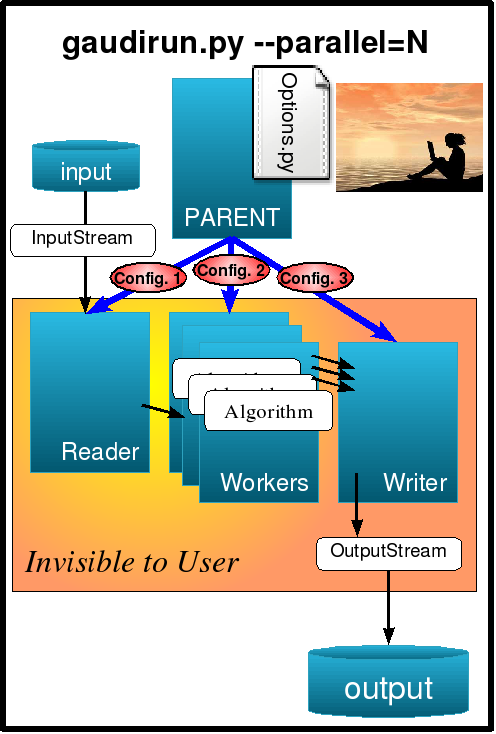 gaudirun.py --parallel=N
Options.py
input
PARENT
InputStream
Config. 1
Config. 2
Config. 3
Algorithm
Reader
Workers
Writer
OutputStream
Invisible to User
output